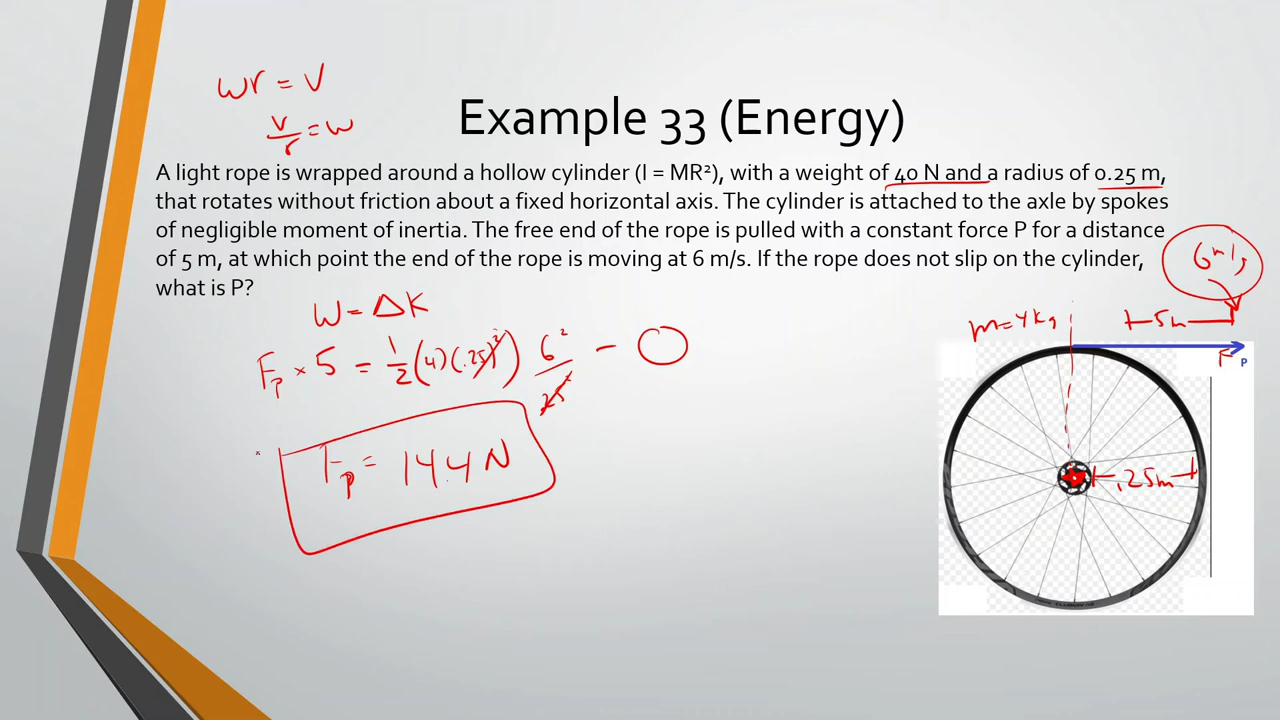 ωr = V
V/r = ω
Example 33 (Energy)
A light rope is wrapped around a hollow cylinder (I = MR²), with a weight of 40 N and a radius of 0.25 m,
that rotates without friction about a fixed horizontal axis. The cylinder is attached to the axle by spokes
of negligible moment of inertia. The free end of the rope is pulled with a constant force P for a distance
of 5 m, at which point the end of the rope is moving at 6 m/s. If the rope does not slip on the cylinder,
what is P?
6 m/s
W = ΔK
m=4kg
5m
F
P
Fp × 5 = 1/2 (4)(.25²) 6²/.25² − 0
Fp = 14.4 N
.25m